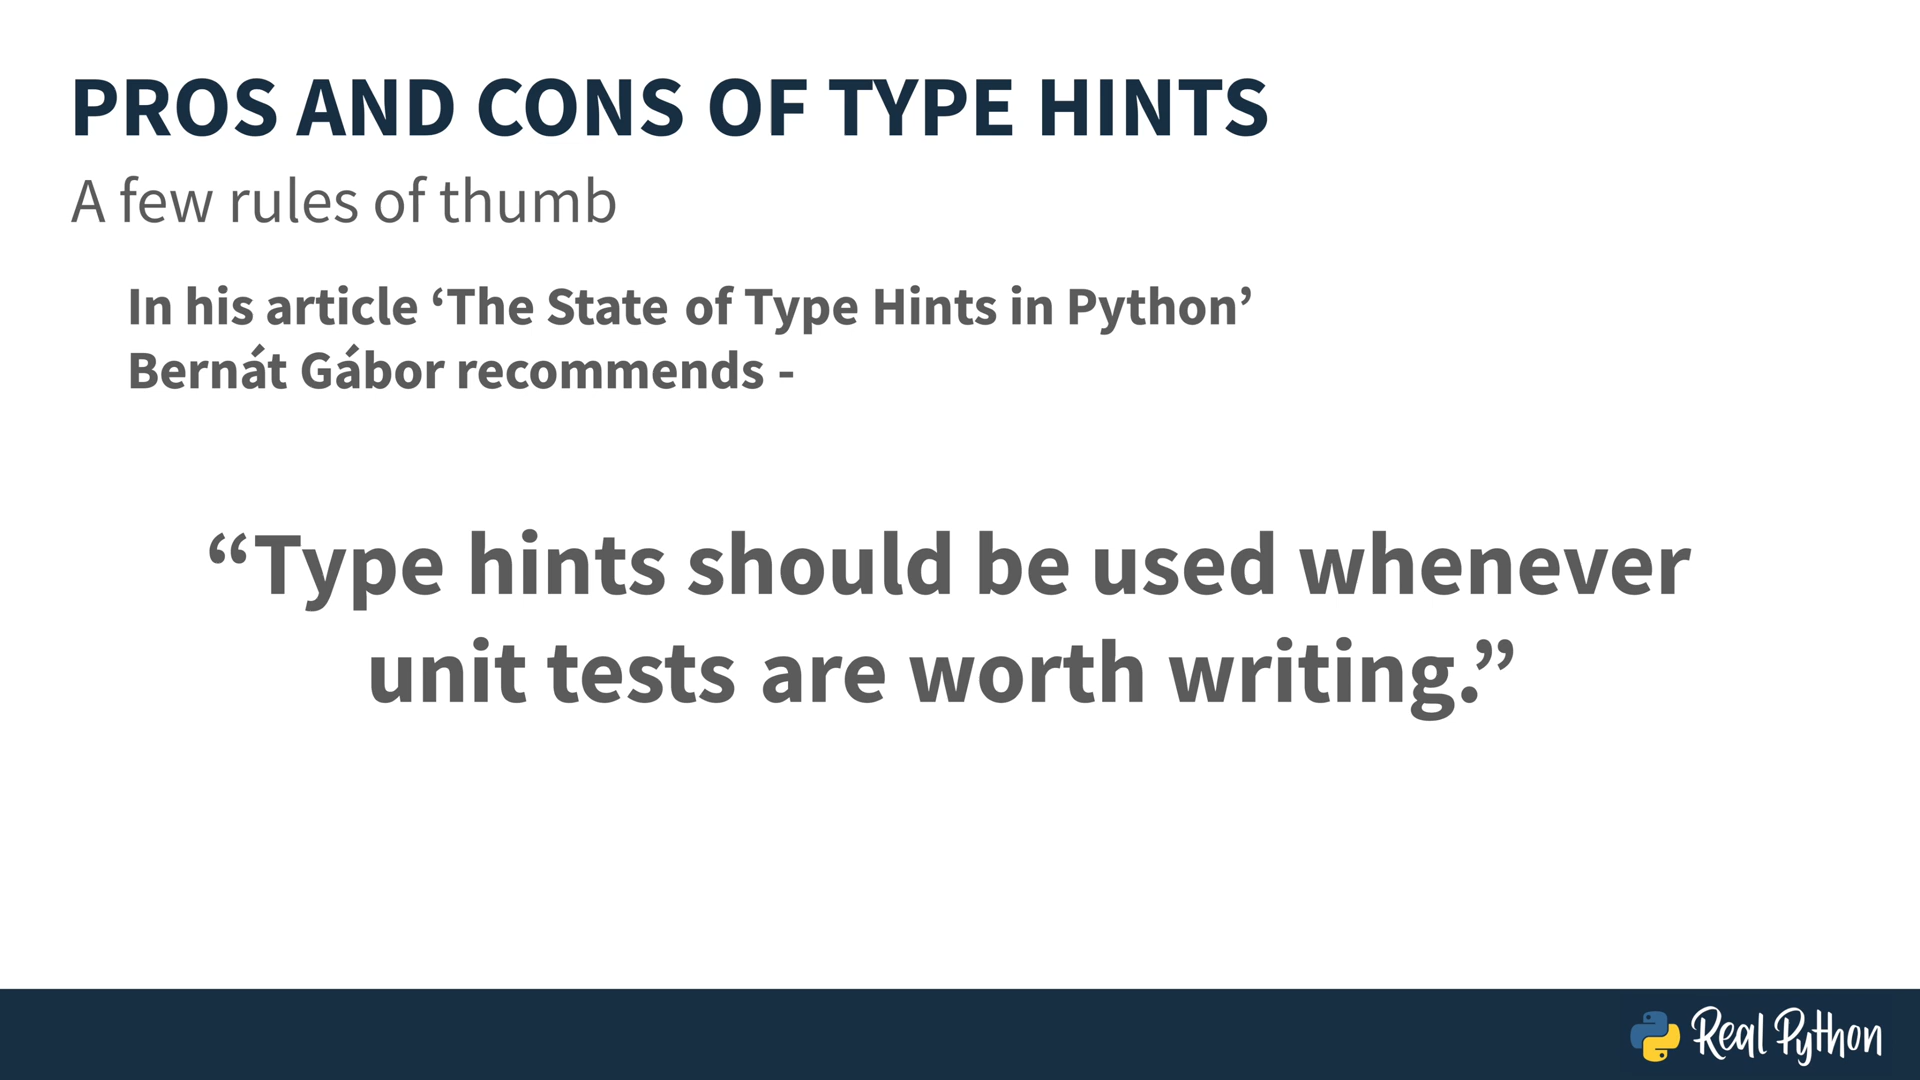 PROS AND CONS OF TYPE HINTS
A few rules of thumb
In his article ‘The State of Type Hints in Python’
Bernát Gábor recommends -
“Type hints should be used whenever
unit tests are worth writing.”
Real Python